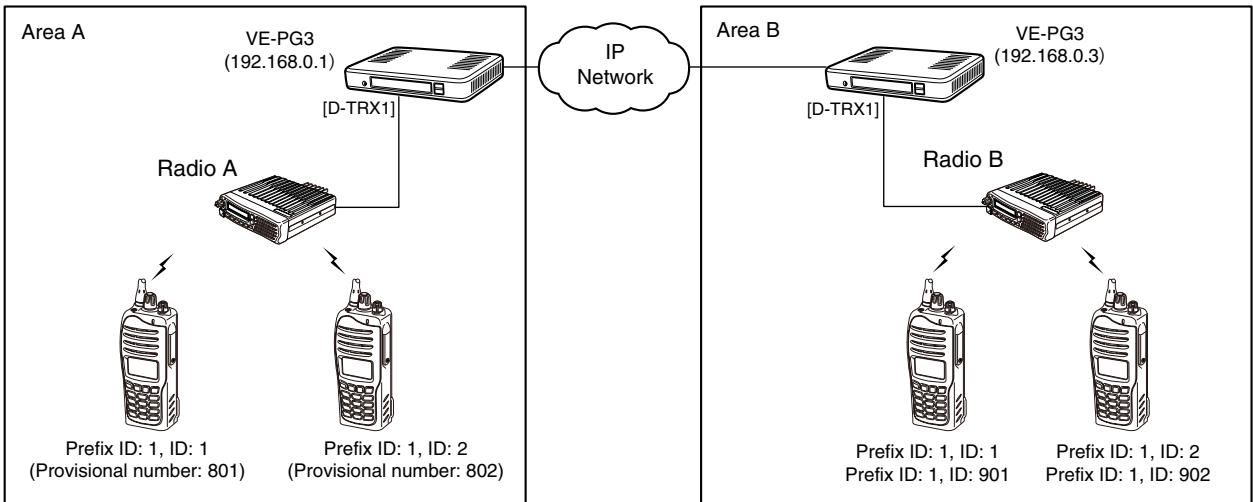 Area A
VE-PG3
(192.168.0.1)
[D-TRX1]
Radio A
Prefix ID: 1, ID: 1
(Provisional number: 801)
Prefix ID: 1, ID: 2
(Provisional number: 802)
IP
Network
Area B
VE-PG3
(192.168.0.3)
[D-TRX1]
Radio B
Prefix ID: 1, ID: 1
Prefix ID: 1, ID: 901
Prefix ID: 1, ID: 2
Prefix ID: 1, ID: 902